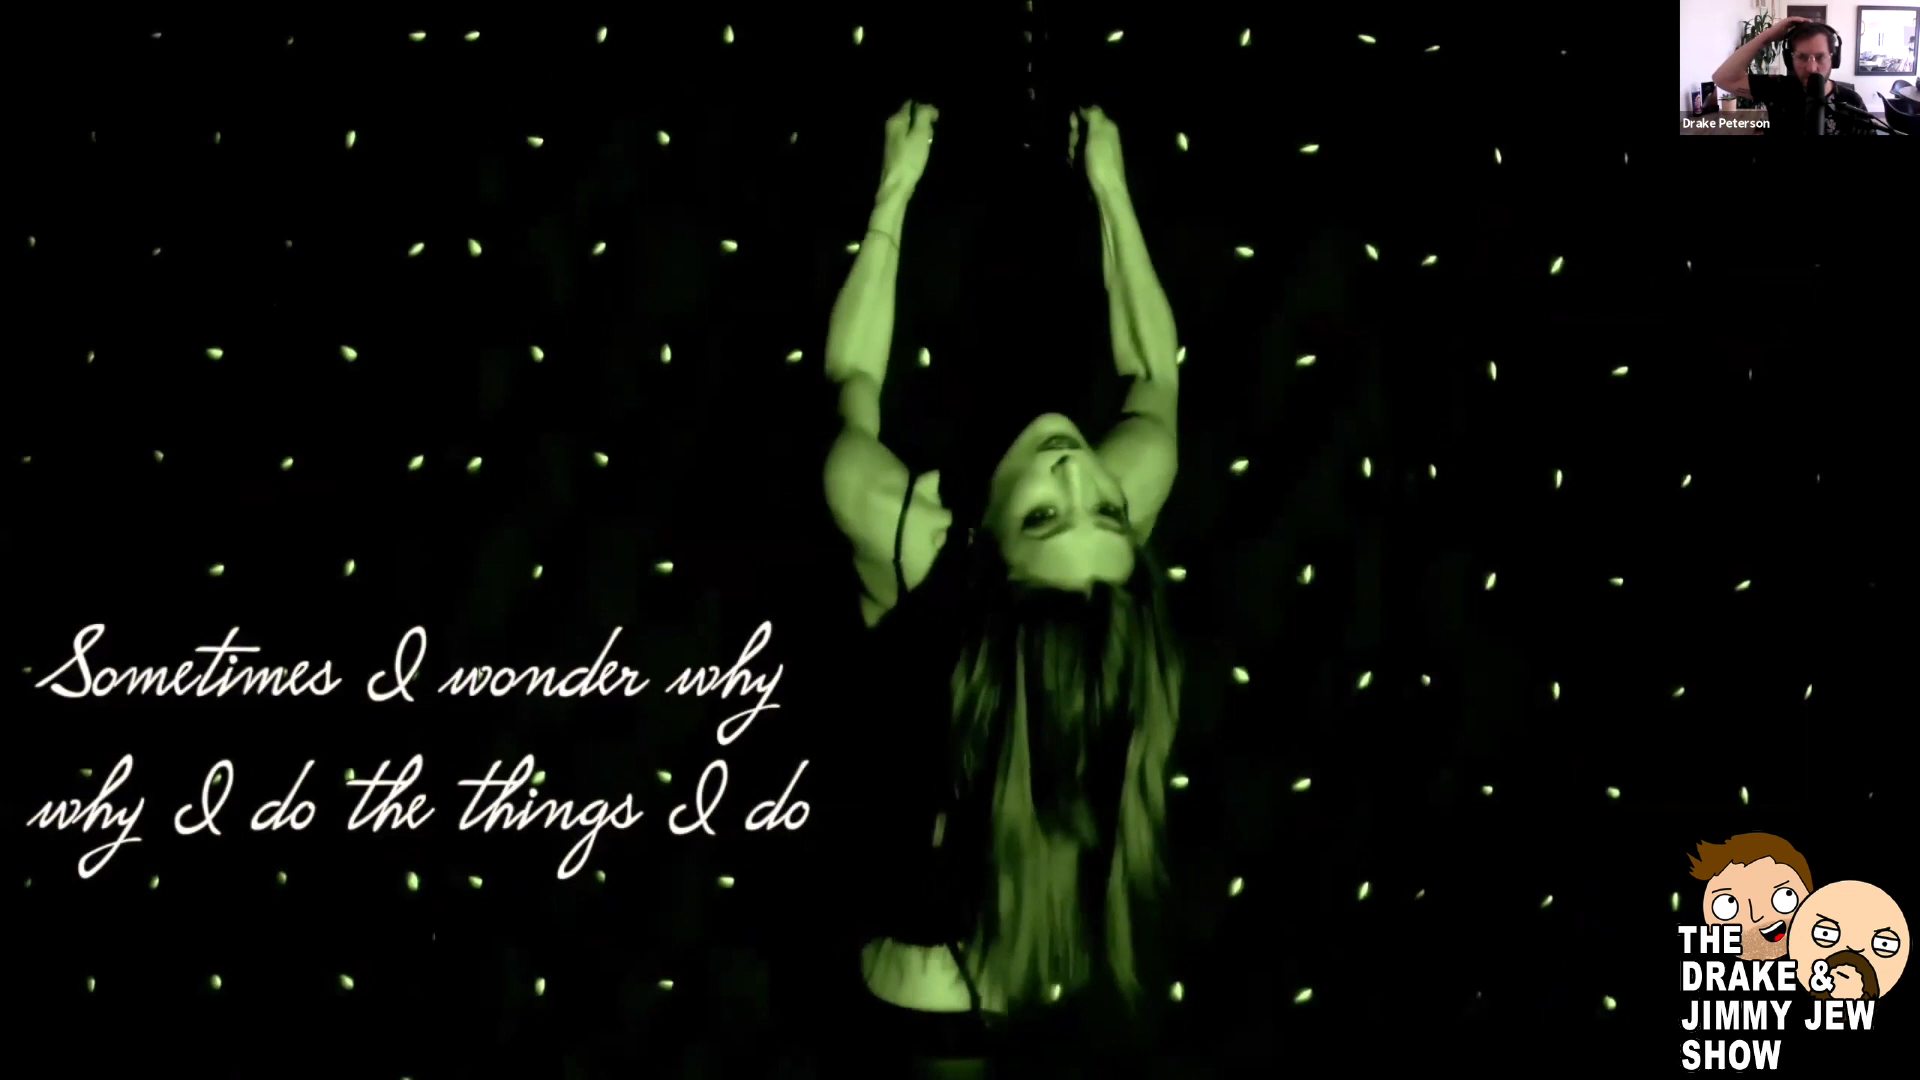 Drake Peterson
Sometimes I wonder why
why I do the things I do
THE
DRAKE &
JIMMY JEW
SHOW